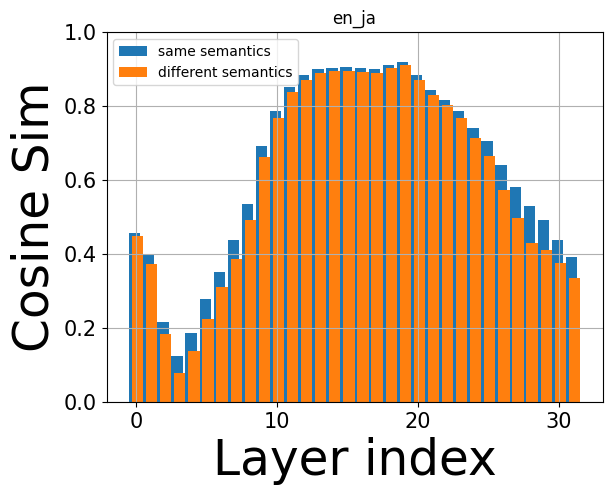 en_ja
same semantics
different semantics
Cosine Sim
1.0
0.8
0.6
0.4
0.2
0.0
0 10 20 30
Layer index